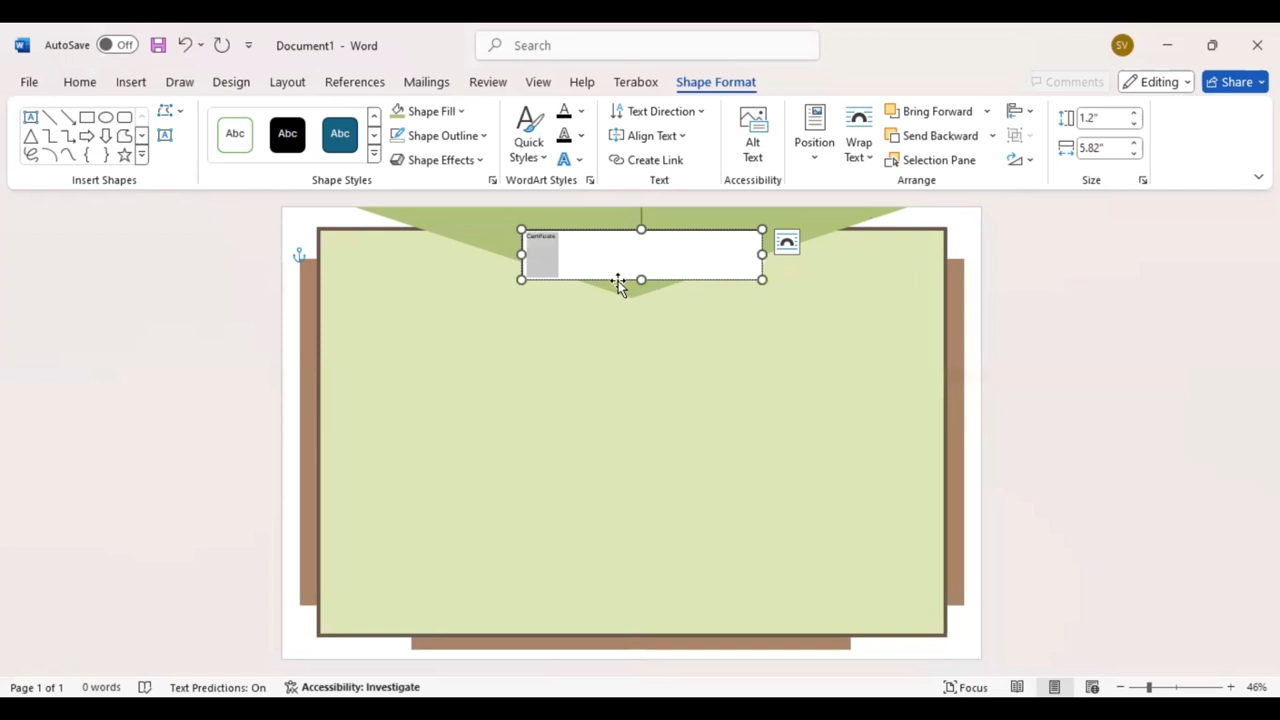 AutoSave Off Document1 - Word Search SV
File Home Insert Draw Design Layout References Mailings Review View Help Terabox Shape Format Comments Editing Share
Abc Abc Abc
Shape Fill
Shape Outline
Shape Effects
Quick
Styles
Text Direction
Align Text
Create Link
Alt
Text
Position
Wrap
Text
Bring Forward
Send Backward
Selection Pane
1.2"
5.82"
Insert Shapes Shape Styles WordArt Styles Text Accessibility Arrange Size
Certificate
Page 1 of 1 0 words Text Predictions: On Accessibility: Investigate Focus 46%